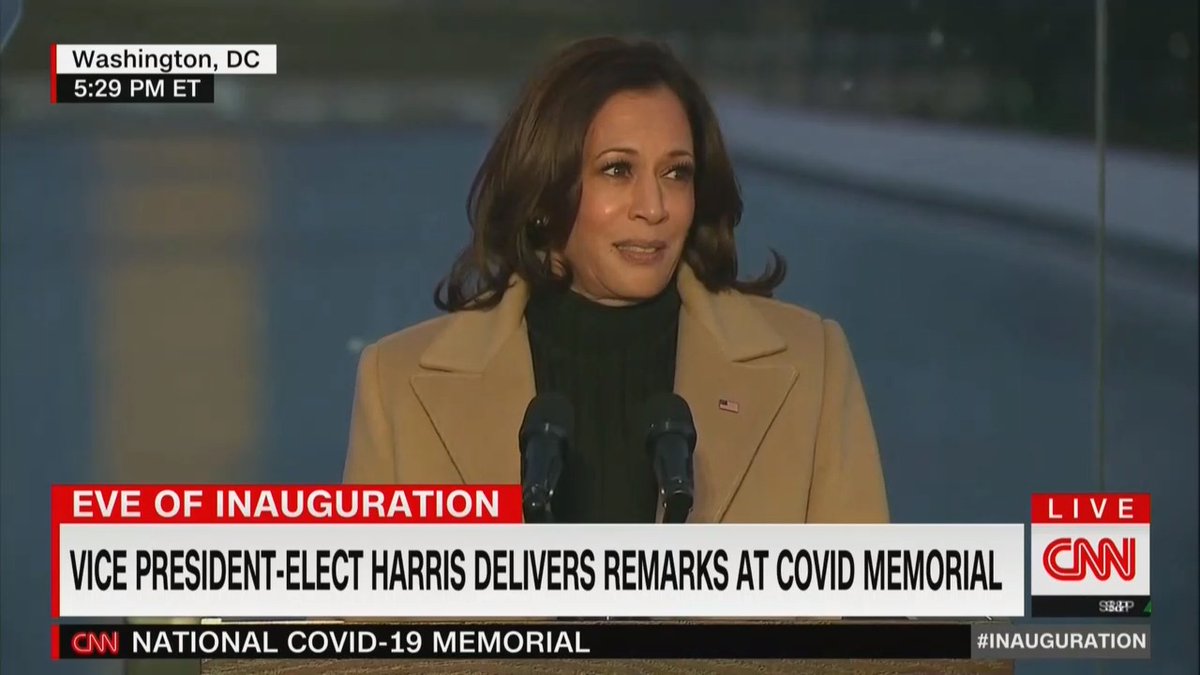 Washington, DC
5:29 PM ET
EVE OF INAUGURATION
VICE PRESIDENT-ELECT HARRIS DELIVERS REMARKS AT COVID MEMORIAL
LIVE
CNN
CNN NATIONAL COVID-19 MEMORIAL
#INAUGURATION